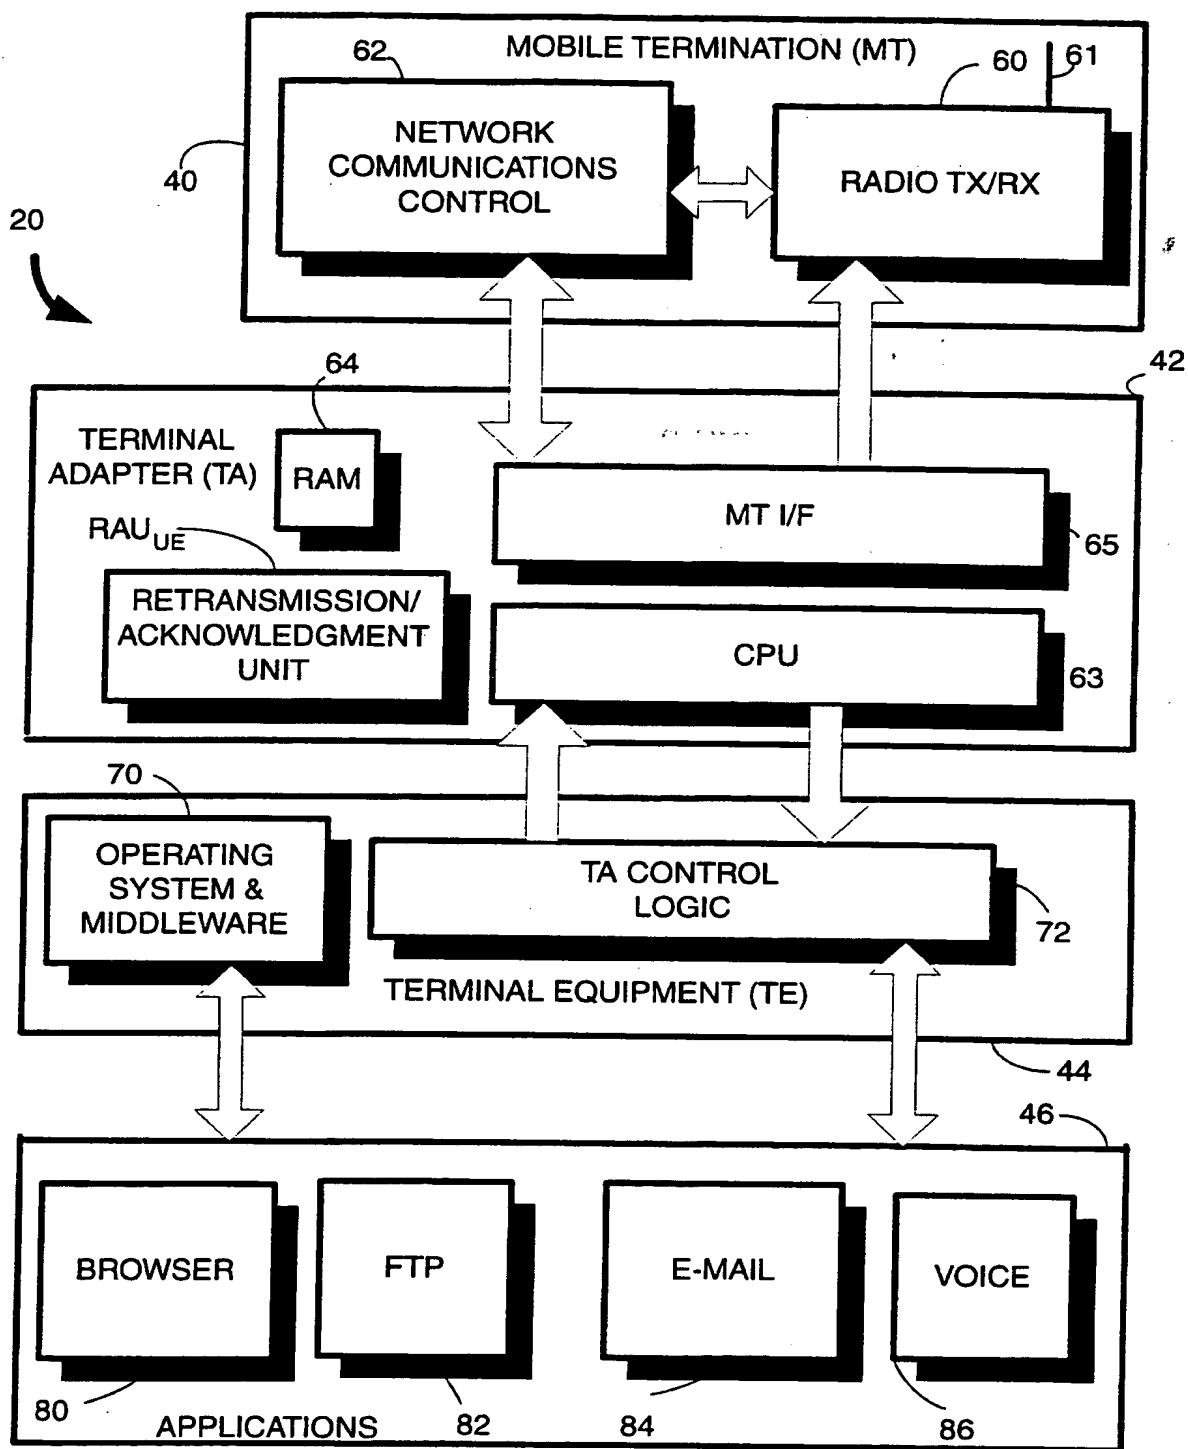 MOBILE TERMINATION (MT)
62
60
61
NETWORK
COMMUNICATIONS
CONTROL
RADIO TX/RX
40
20
64
42
TERMINAL
ADAPTER (TA)
RAM
MT I/F
65
RAU_UE
RETRANSMISSION/
ACKNOWLEDGMENT
UNIT
CPU
63
70
OPERATING
SYSTEM &
MIDDLEWARE
TA CONTROL
LOGIC
72
TERMINAL EQUIPMENT (TE)
44
46
BROWSER
FTP
E-MAIL
VOICE
80
APPLICATIONS
82
84
86